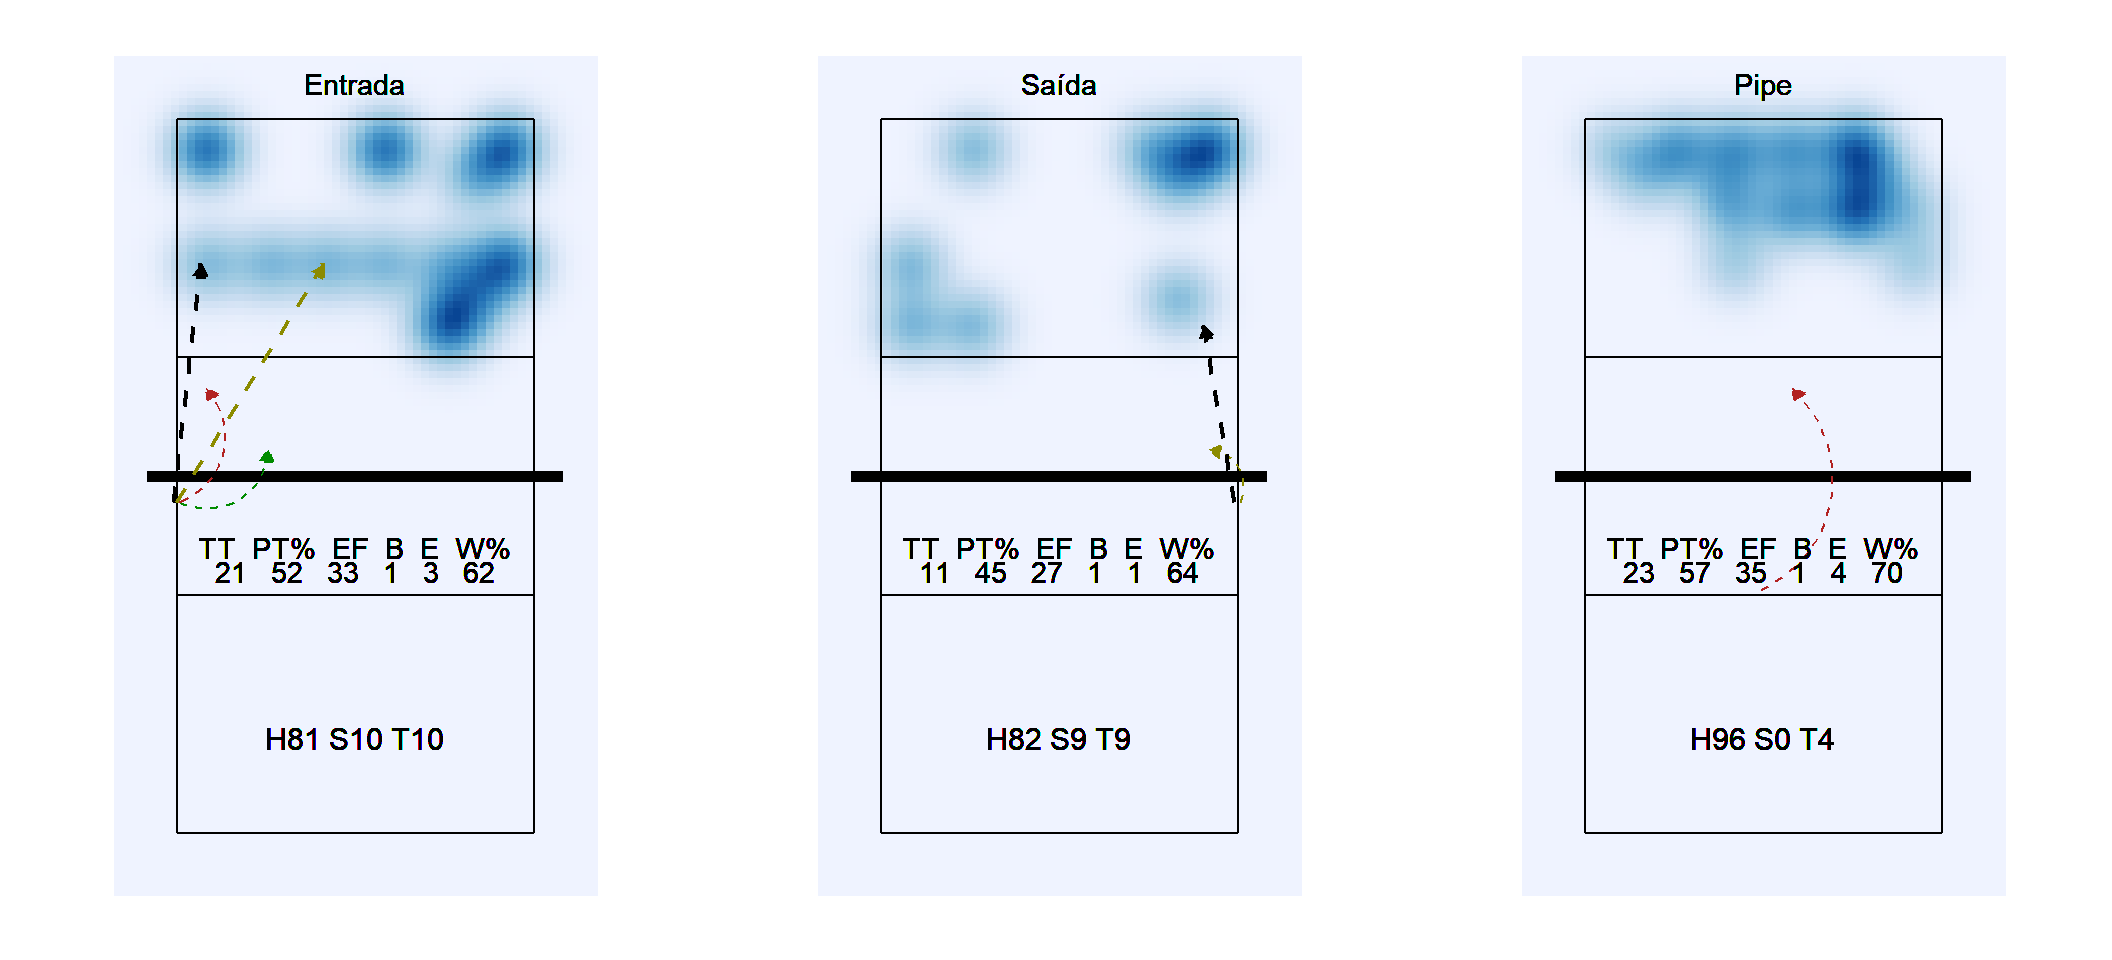 Entrada
TT PT% EF B E W%
21 52 33 1 3 62
H81 S10 T10
Saída
TT PT% EF B E W%
11 45 27 1 1 64
H82 S9 T9
Pipe
TT PT% EF B E W%
23 57 35 1 4 70
H96 S0 T4